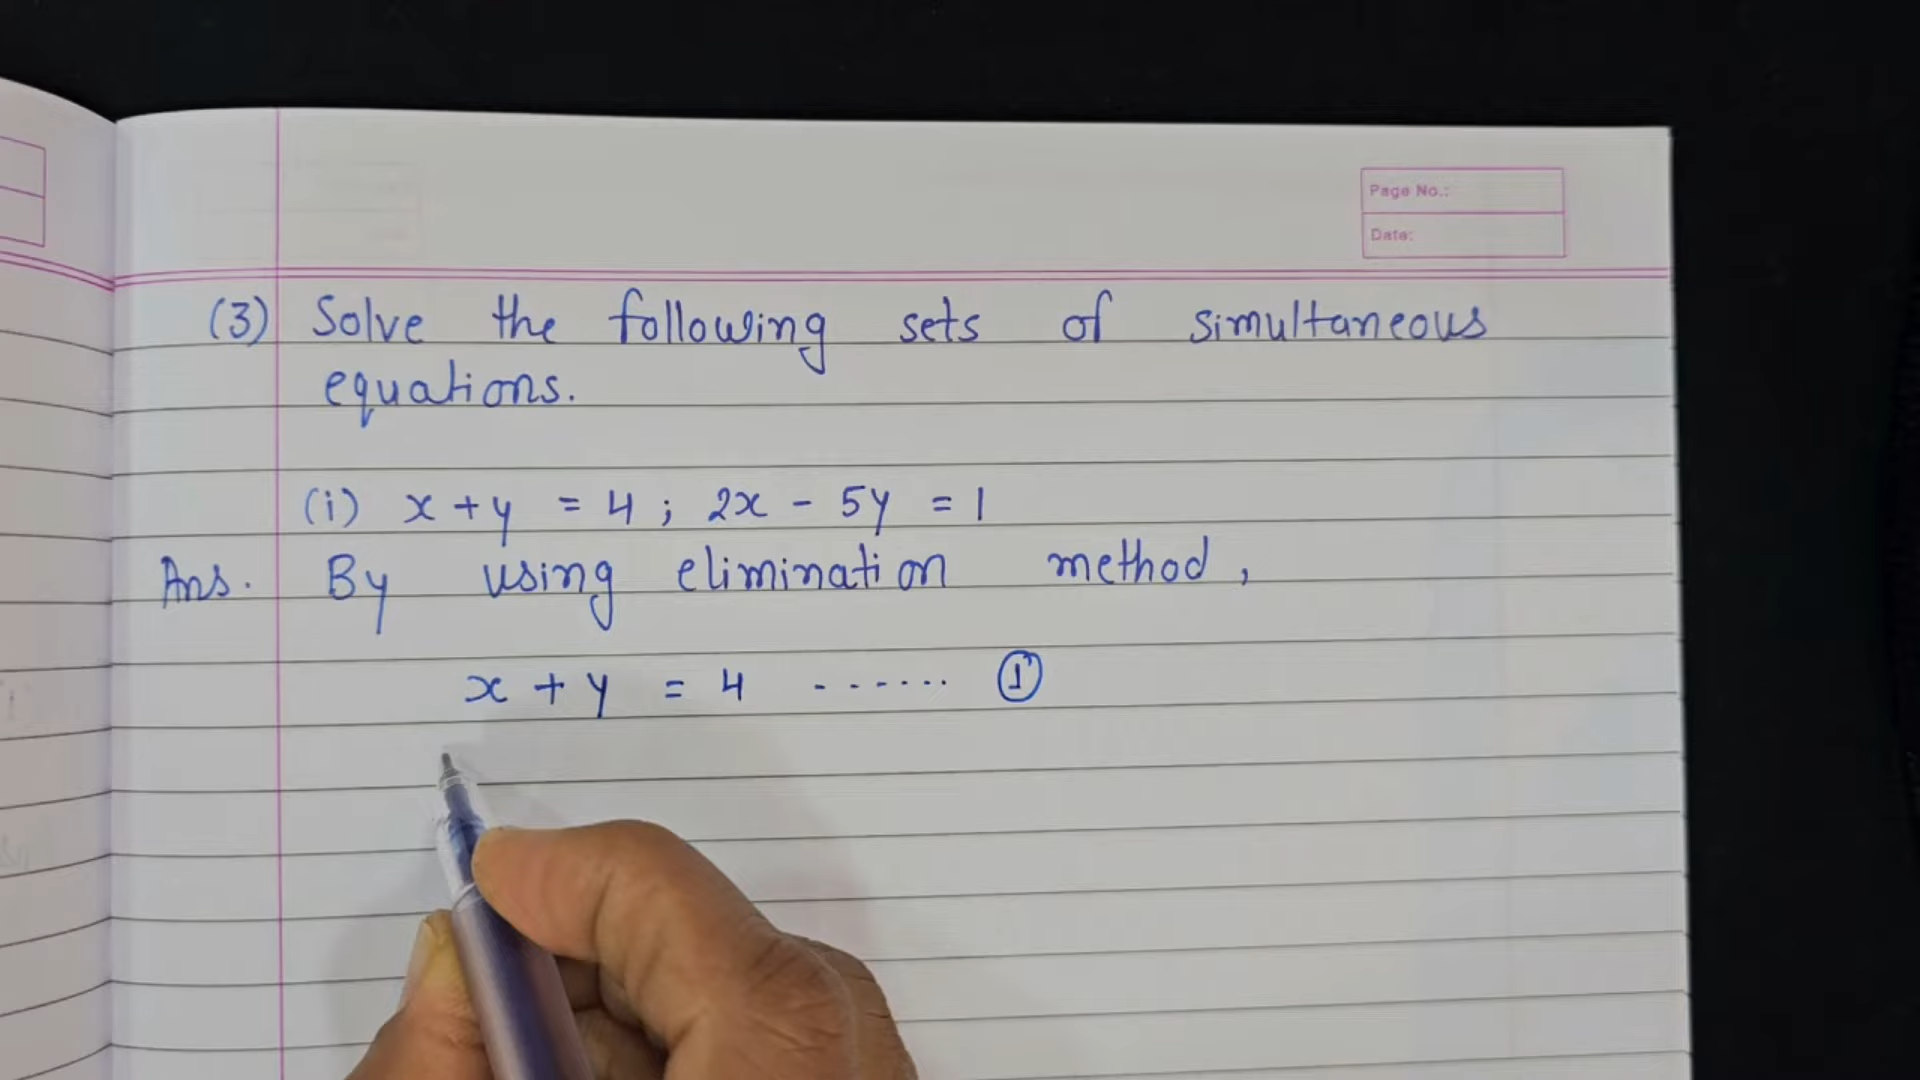 Page No.:
Date:
(3) Solve the following sets of simultaneous
equations.
(i) x + y = 4 ; 2x - 5y = 1
Ans. By using elimination method,
x + y = 4 ...... ①